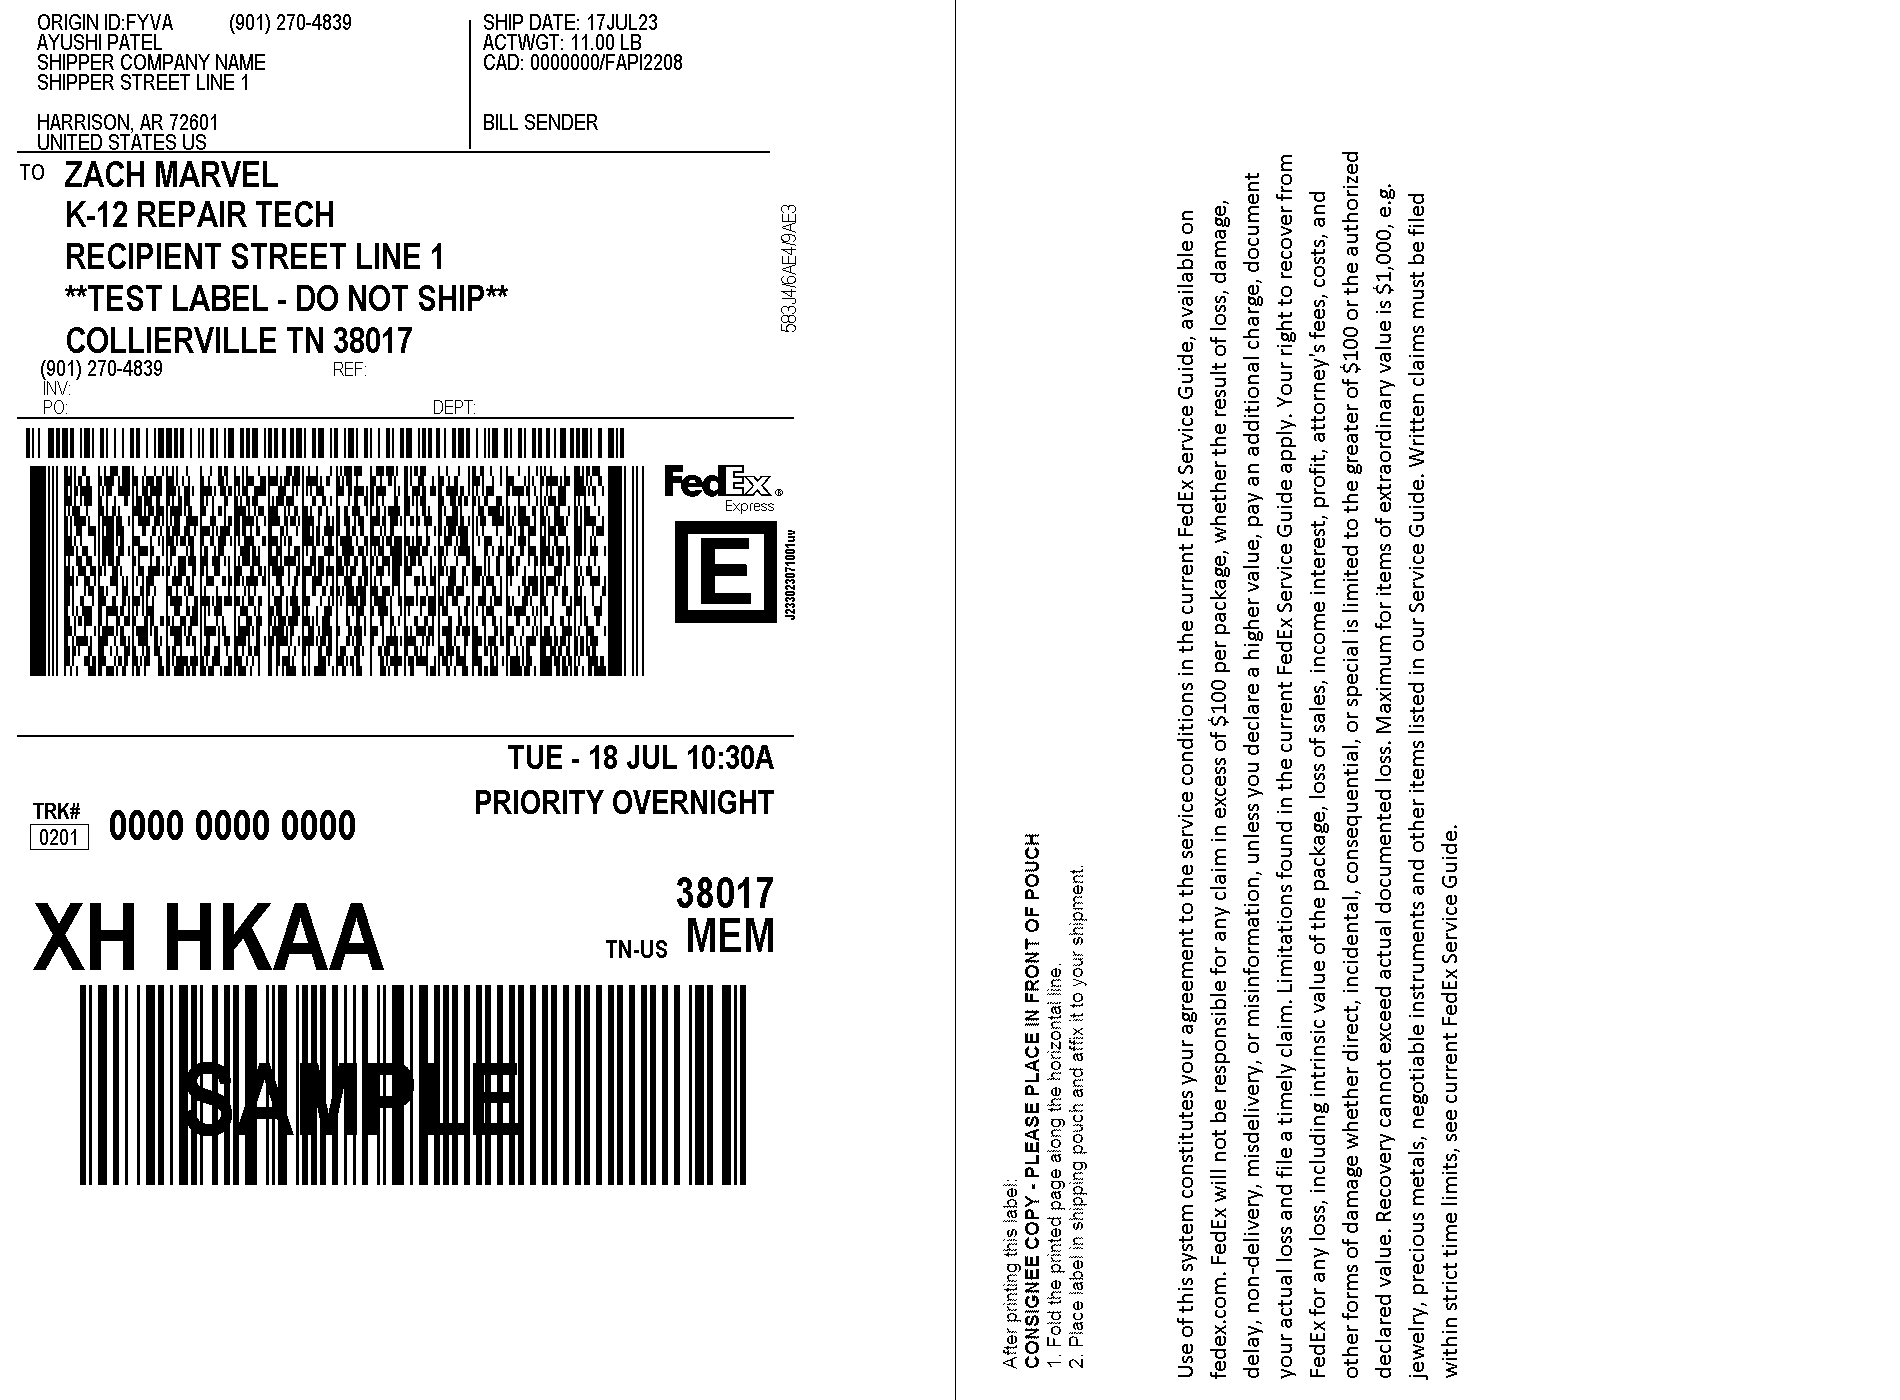 ORIGIN ID:FYVA (901) 270-4839
AYUSHI PATEL
SHIPPER COMPANY NAME
SHIPPER STREET LINE 1
HARRISON, AR 72601
UNITED STATES US
SHIP DATE: 17JUL23
ACTWGT: 11.00 LB
CAD: 0000000/FAPI2208
BILL SENDER
TO ZACH MARVEL
K-12 REPAIR TECH
RECIPIENT STREET LINE 1
**TEST LABEL - DO NOT SHIP**
COLLIERVILLE TN 38017
(901) 270-4839 REF:
INV:
PO: DEPT:
583J4/6AE4/9AE3
FedEx®
Express
E
J233023071001uv
TUE - 18 JUL 10:30A
PRIORITY OVERNIGHT
TRK#
0201 0000 0000 0000
38017
XH HKAA TN-US MEM
SAMPLE
After printing this label:
CONSIGNEE COPY - PLEASE PLACE IN FRONT OF POUCH
1. Fold the printed page along the horizontal line.
2. Place label in shipping pouch and affix it to your shipment.
Use of this system constitutes your agreement to the service conditions in the current FedEx Service Guide, available on
fedex.com. FedEx will not be responsible for any claim in excess of $100 per package, whether the result of loss, damage,
delay, non-delivery, misdelivery, or misinformation, unless you declare a higher value, pay an additional charge, document
your actual loss and file a timely claim. Limitations found in the current FedEx Service Guide apply. Your right to recover from
FedEx for any loss, including intrinsic value of the package, loss of sales, income interest, profit, attorney's fees, costs, and
other forms of damage whether direct, incidental, consequential, or special is limited to the greater of $100 or the authorized
declared value. Recovery cannot exceed actual documented loss. Maximum for items of extraordinary value is $1,000, e.g.
jewelry, precious metals, negotiable instruments and other items listed in our Service Guide. Written claims must be filed
within strict time limits, see current FedEx Service Guide.